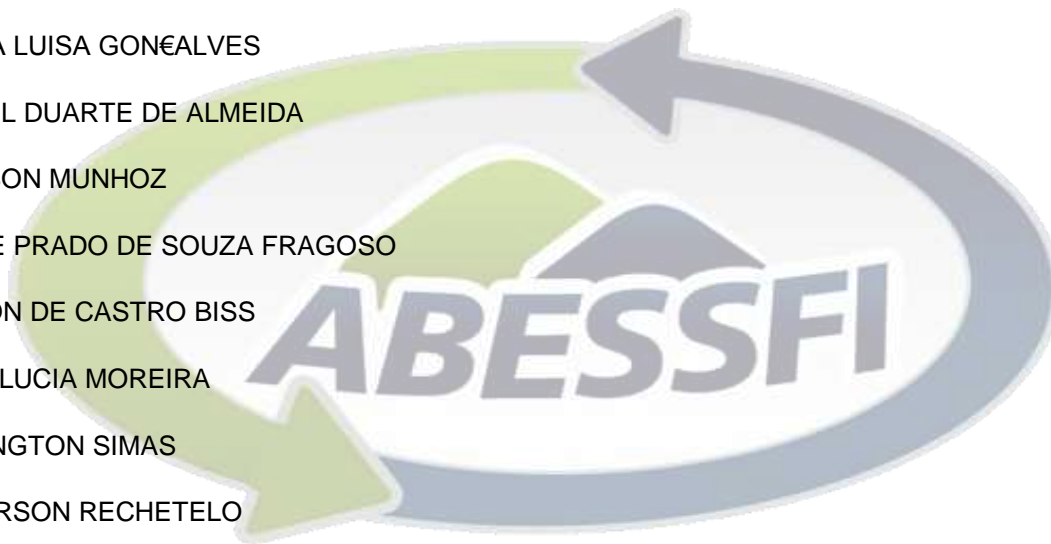 A LUISA GON€ALVES
L DUARTE DE ALMEIDA
SON MUNHOZ
E PRADO DE SOUZA FRAGOSO
ON DE CASTRO BISS
LUCIA MOREIRA
NGTON SIMAS
RSON RECHETELO
ABESSFI